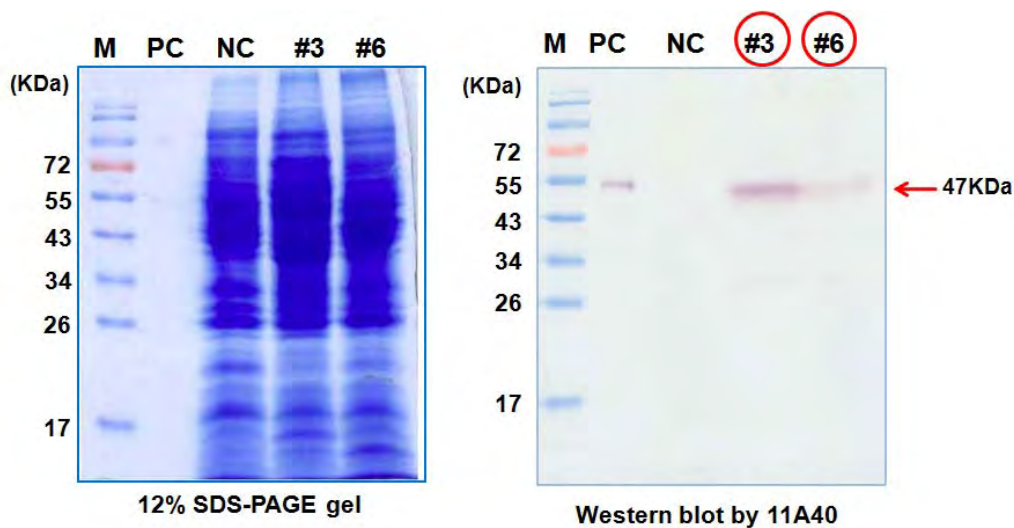 M PC NC #3 #6
(KDa)
72
55
43
34
26
17
12% SDS-PAGE gel
M PC NC #3 #6
(KDa)
72
55
43
34
26
17
47KDa
Western blot by 11A40